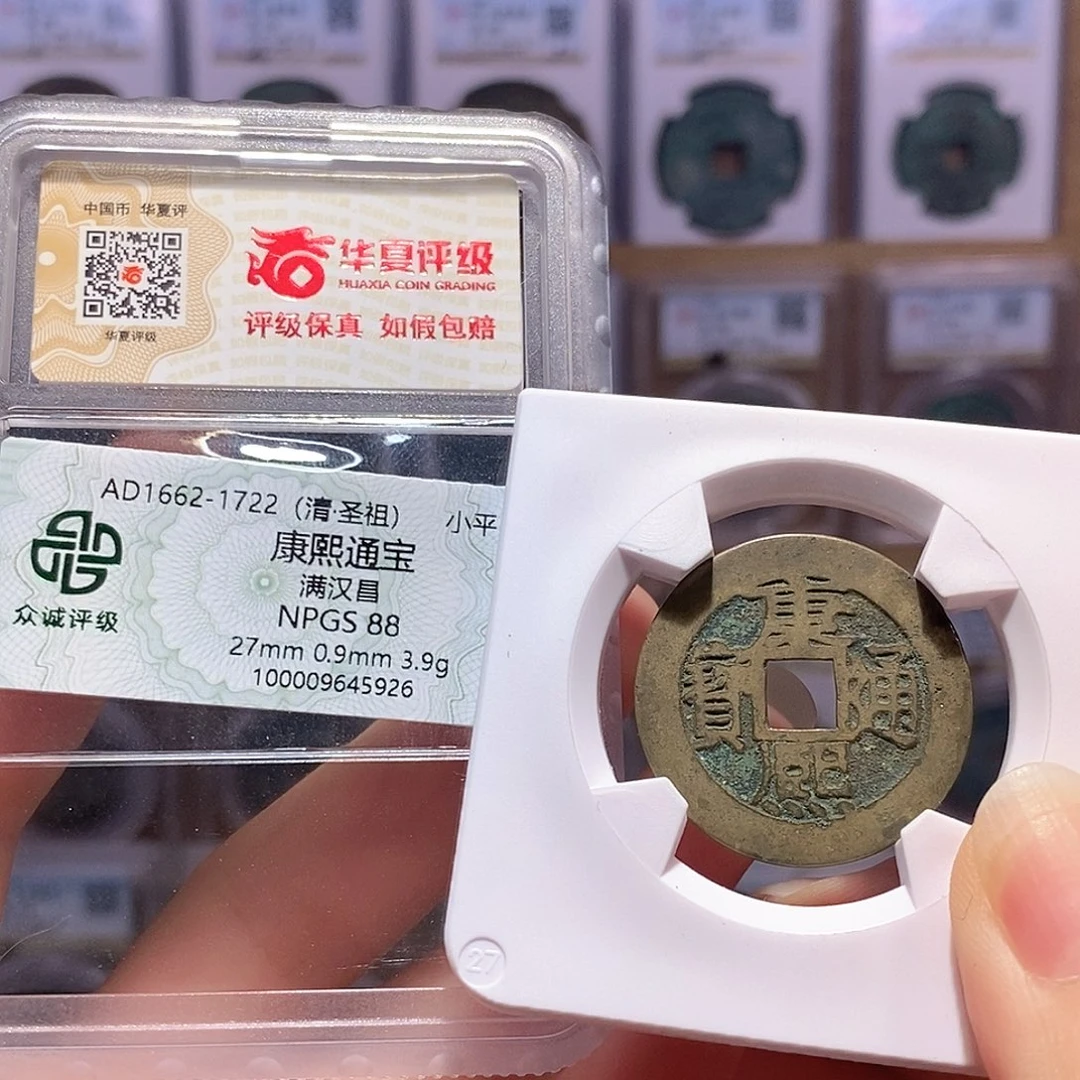 中国币 华夏评
华夏评级
华夏评级
HUAXIA COIN GRADING
评级保真 如假包赔
AD1662-1722 (清·圣祖) 小平
康熙通宝
满汉昌
NPGS 88
27mm 0.9mm 3.9g
100009645926
众诚评级
康熙通寶
27